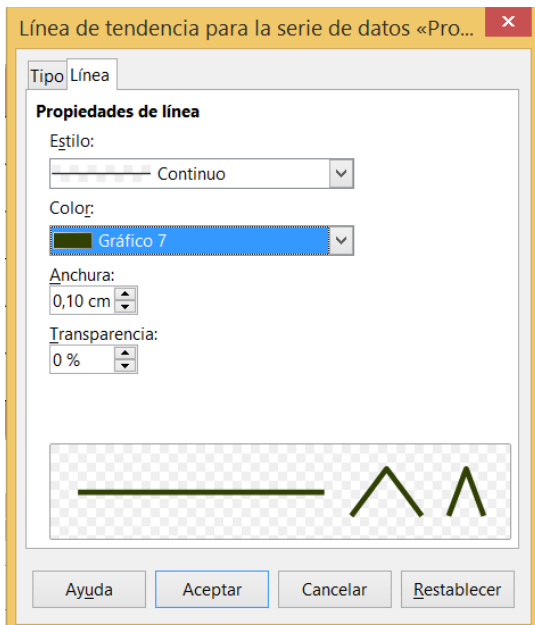 Línea de tendencia para la serie de datos «Pro...
Tipo Línea
Propiedades de línea
Estilo:
Continuo
Color:
Gráfico 7
Anchura:
0,10 cm
Transparencia:
0 %
Ayuda Aceptar Cancelar Restablecer